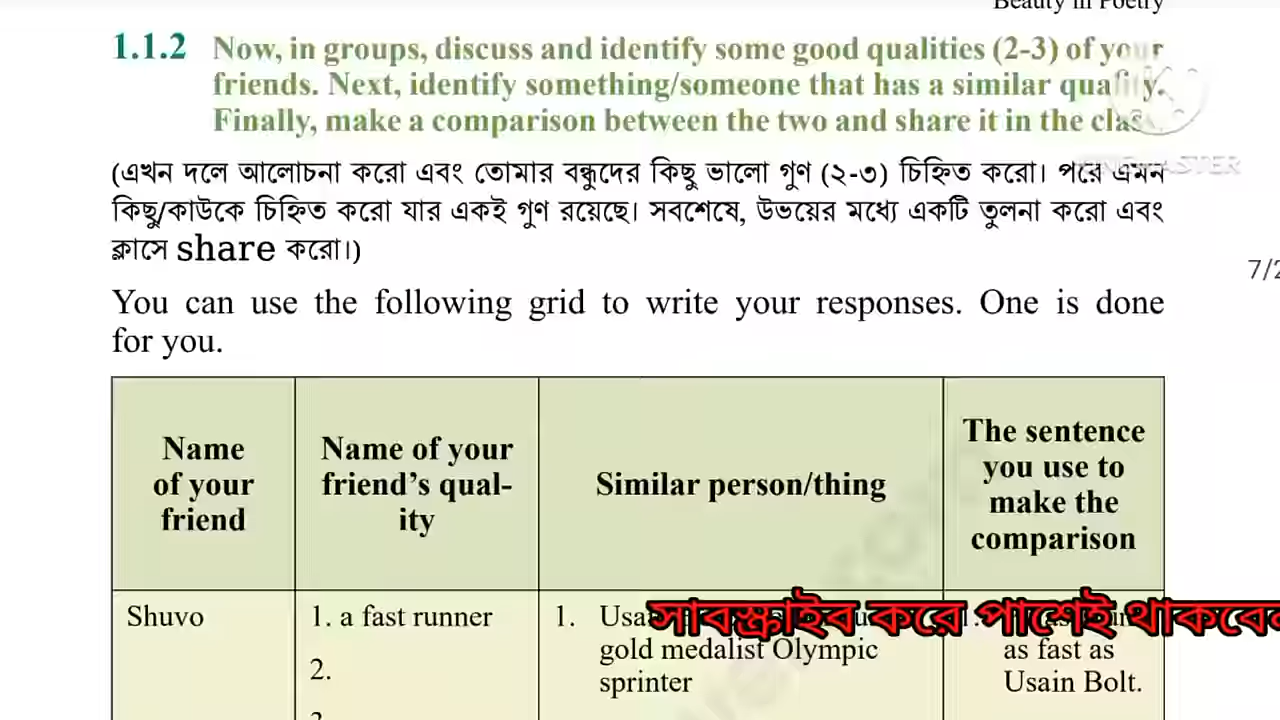 Beauty in Poetry
1.1.2 Now, in groups, discuss and identify some good qualities (2-3) of your
friends. Next, identify something/someone that has a similar quality.
Finally, make a comparison between the two and share it in the class.
(এখন দলে আলোচনা করো এবং তোমার বন্ধুদের কিছু ভালো গুণ (২-৩) চিহ্নিত করো। পরে এমন
কিছু/কাউকে চিহ্নিত করো যার একই গুণ রয়েছে। সবশেষে, উভয়ের মধ্যে একটি তুলনা করো এবং
ক্লাসে share করো।)
7/2
You can use the following grid to write your responses. One is done
for you.
Name
of your
friend
Name of your
friend's qual-
ity
Similar person/thing
The sentence
you use to
make the
comparison
Shuvo
1. a fast runner
2.
1.
gold medalist Olympic
sprinter
1.
as fast as
Usain Bolt.
সাবস্ক্রাইব করে পাশেই থাকবেন